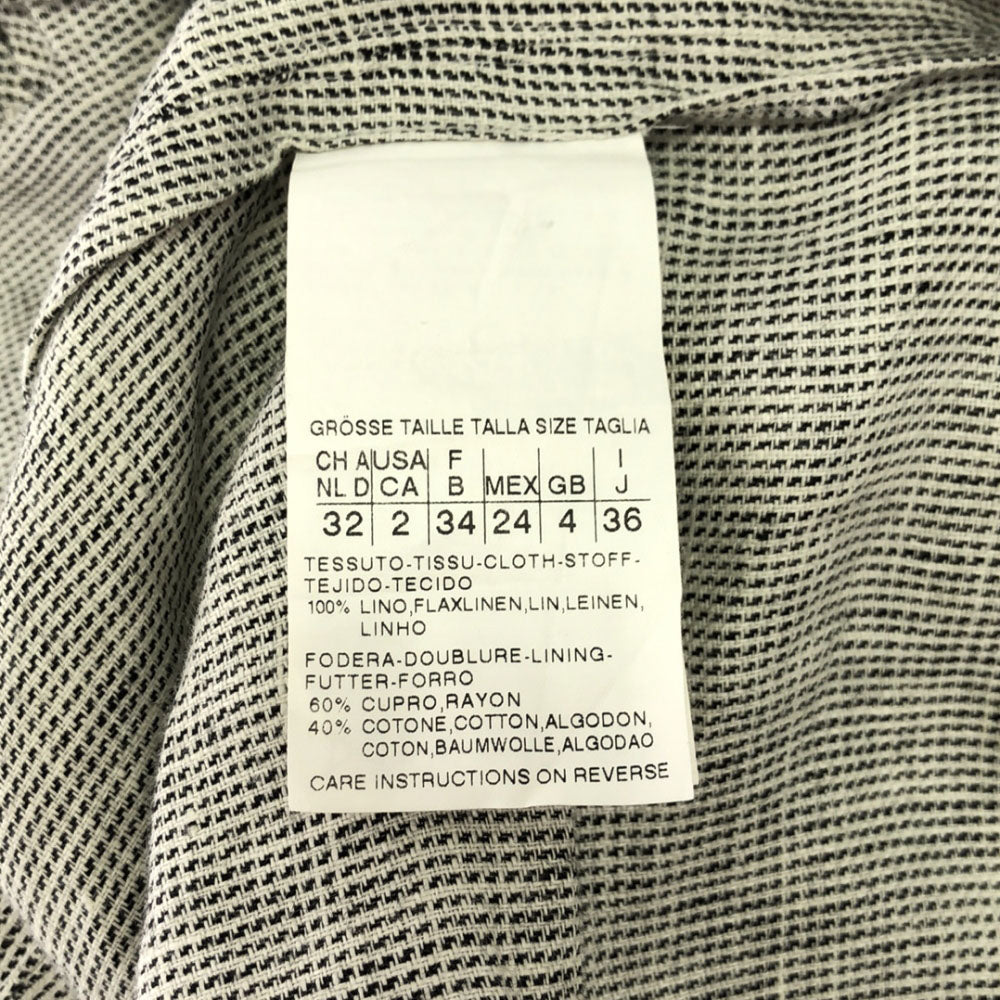 GRÖSSE TAILLE TALLA SIZE TAGLIA
CH A USA F MEX GB I
NL D CA B J
32 2 34 24 4 36
TESSUTO-TISSU-CLOTH-STOFF-
TEJIDO-TECIDO
100% LINO,FLAXLINEN,LIN,LEINEN,
LINHO
FODERA-DOUBLURE-LINING-
FUTTER-FORRO
60% CUPRO,RAYON
40% COTONE,COTTON,ALGODON,
COTON,BAUMWOLLE,ALGODAO
CARE INSTRUCTIONS ON REVERSE